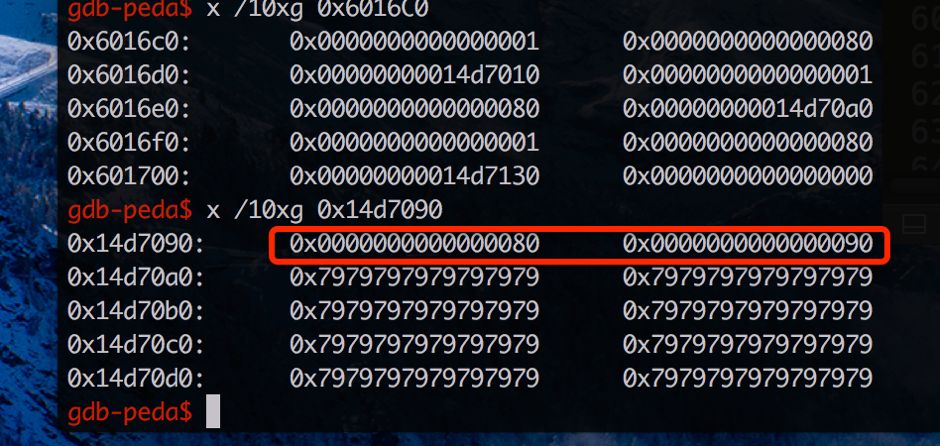 gdb-peda$ x /10xg 0x6016C0
0x6016c0: 0x0000000000000001 0x0000000000000080
0x6016d0: 0x00000000014d7010 0x0000000000000001
0x6016e0: 0x0000000000000080 0x00000000014d70a0
0x6016f0: 0x0000000000000001 0x0000000000000080
0x601700: 0x00000000014d7130 0x0000000000000000
gdb-peda$ x /10xg 0x14d7090
0x14d7090: 0x0000000000000080 0x0000000000000090
0x14d70a0: 0x7979797979797979 0x7979797979797979
0x14d70b0: 0x7979797979797979 0x7979797979797979
0x14d70c0: 0x7979797979797979 0x7979797979797979
0x14d70d0: 0x7979797979797979 0x7979797979797979
gdb-peda$